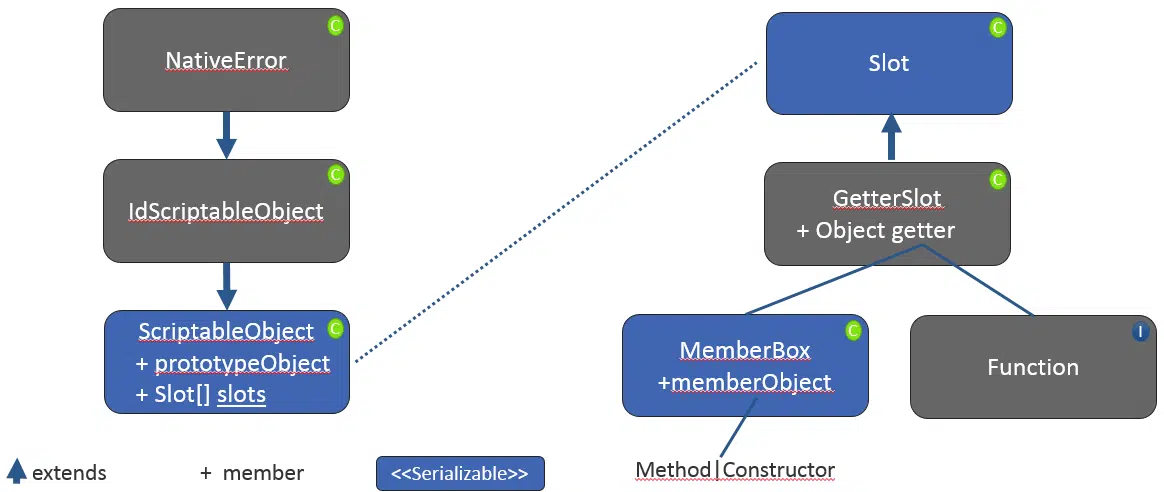 C
NativeError
C
IdScriptableObject
C
ScriptableObject
+ prototypeObject
+ Slot[] slots
C
Slot
C
GetterSlot
+ Object getter
C
MemberBox
+memberObject
I
Function
Method|Constructor
extends
+ member
<<Serializable>>